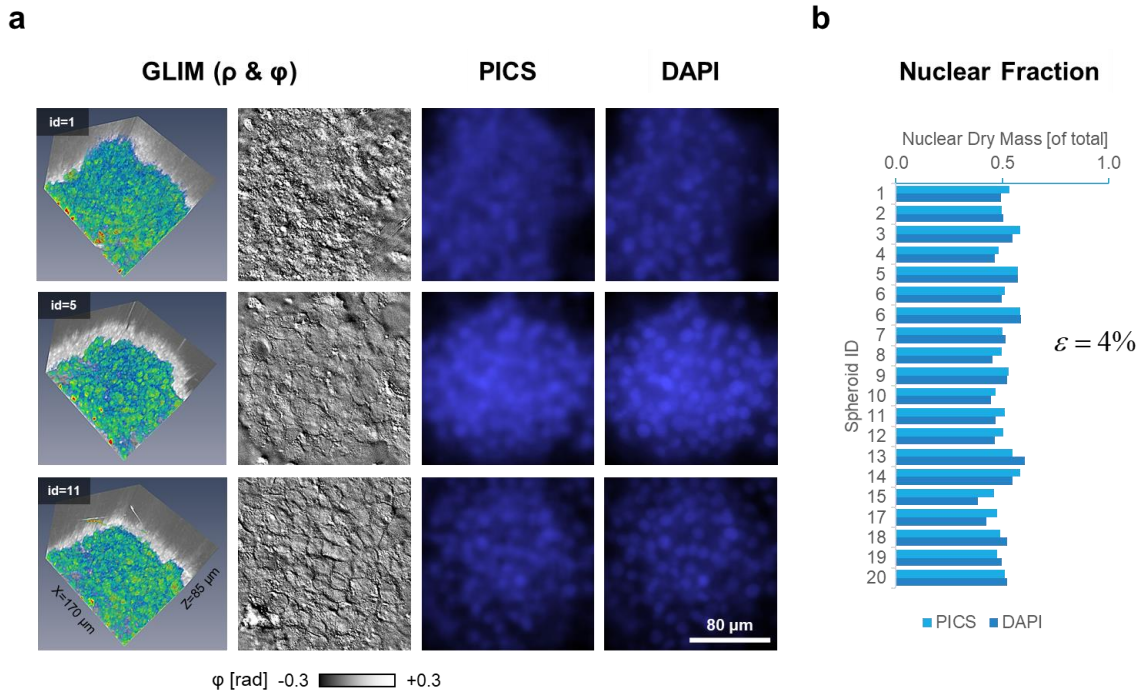 a
b
GLIM (ρ & φ)
PICS
DAPI
Nuclear Fraction
id=1
id=5
id=11
X=170 µm
Z=85 µm
80 µm
φ [rad] -0.3 +0.3
Nuclear Dry Mass [of total]
0.0 0.5 1.0
Spheroid ID
1
2
3
4
5
6
6
7
8
9
10
11
12
13
14
15
17
18
19
20
ε = 4%
PICS DAPI